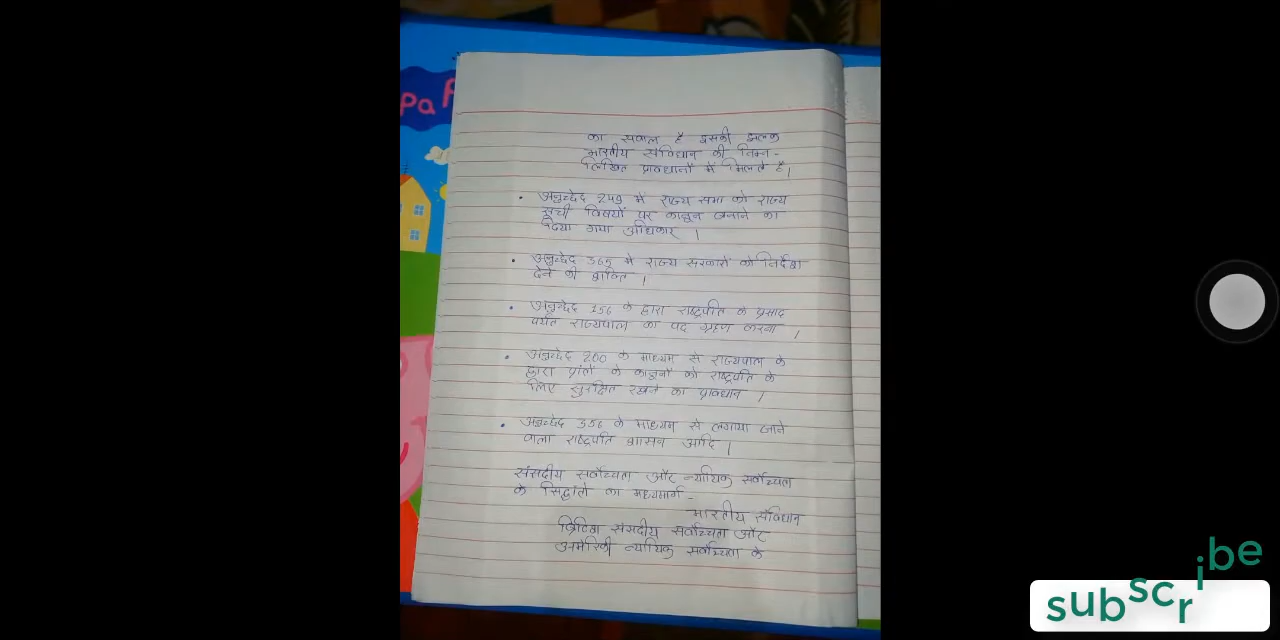 Pa P
का सवाल है इसकी झलक
भारतीय संविधान की निम्न-
लिखित प्रावधानों में मिलते है।
• अनुच्छेद 249 में राज्य सभा को राज्य
सूची विषयों पर कानून बनाने का
दिया गया अधिकार ।
• अनुच्छेद 365 में राज्य सरकारों को निर्देश
देने की शक्ति ।
• अनुच्छेद 156 के द्वारा राष्ट्रपति के प्रसाद
पर्यंत राज्यपाल का पद ग्रहण करना ।
• अनुच्छेद 200 के माध्यम से राज्यपाल के
द्वारा प्रांतों के कानूनों को राष्ट्रपति के
लिए सुरक्षित रखने का प्रावधान ।
• अनुच्छेद 356 के माध्यम से लगाया जाने
वाला राष्ट्रपति शासन आदि ।
संसदीय सर्वोच्चता और न्यायिक सर्वोच्चता
के सिद्धांतो का मध्यमार्ग -
भारतीय संविधान
ब्रिटिश संसदीय सर्वोच्चता और
अमेरिकी न्यायिक सर्वोच्चता के
subscribe